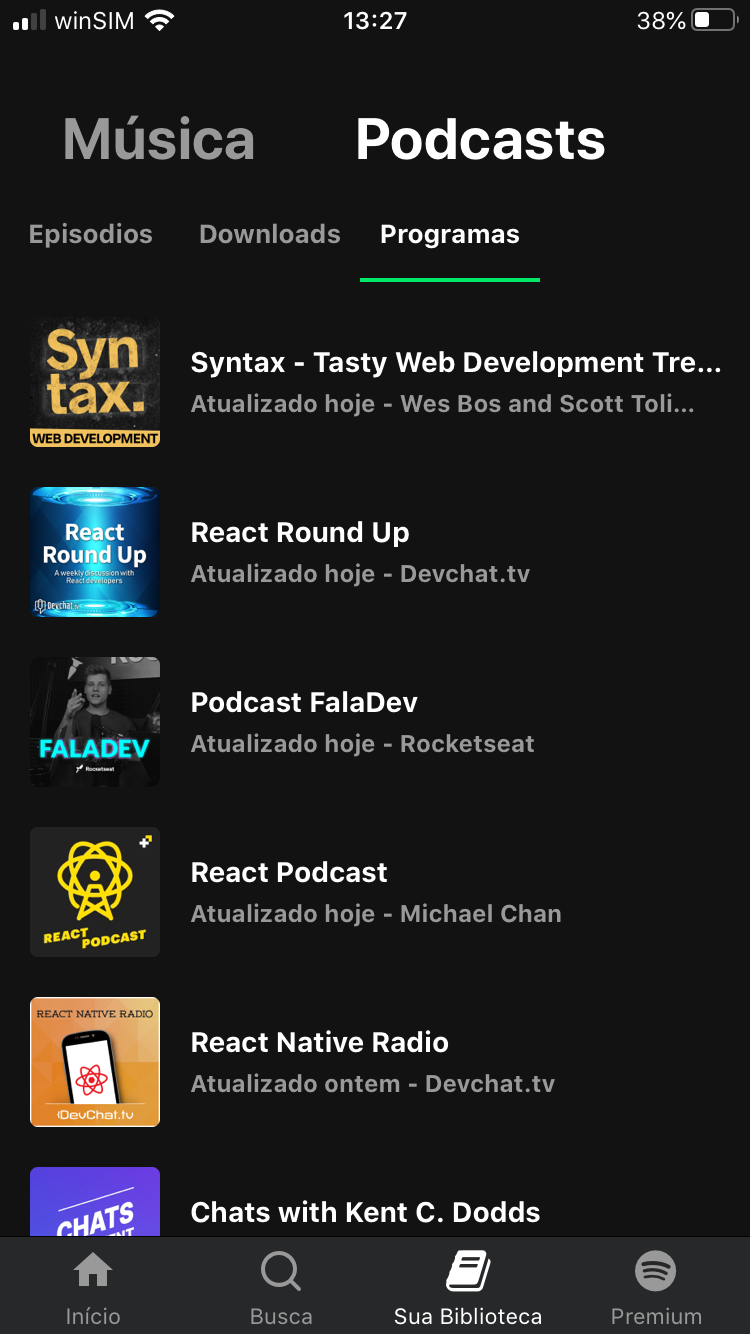 winSIM 13:27 38%
Música Podcasts
Episodios Downloads Programas
Syn
tax.
WEB DEVELOPMENT
Syntax - Tasty Web Development Tre...
Atualizado hoje - Wes Bos and Scott Toli...
React
Round Up
A weekly discussion with
React developers
Devchat.tv
React Round Up
Atualizado hoje - Devchat.tv
FALADEV
Rocketseat
Podcast FalaDev
Atualizado hoje - Rocketseat
REACT
PODCAST
React Podcast
Atualizado hoje - Michael Chan
REACT NATIVE RADIO
DevChat.tv
React Native Radio
Atualizado ontem - Devchat.tv
CHATS
Chats with Kent C. Dodds
Início Busca Sua Biblioteca Premium